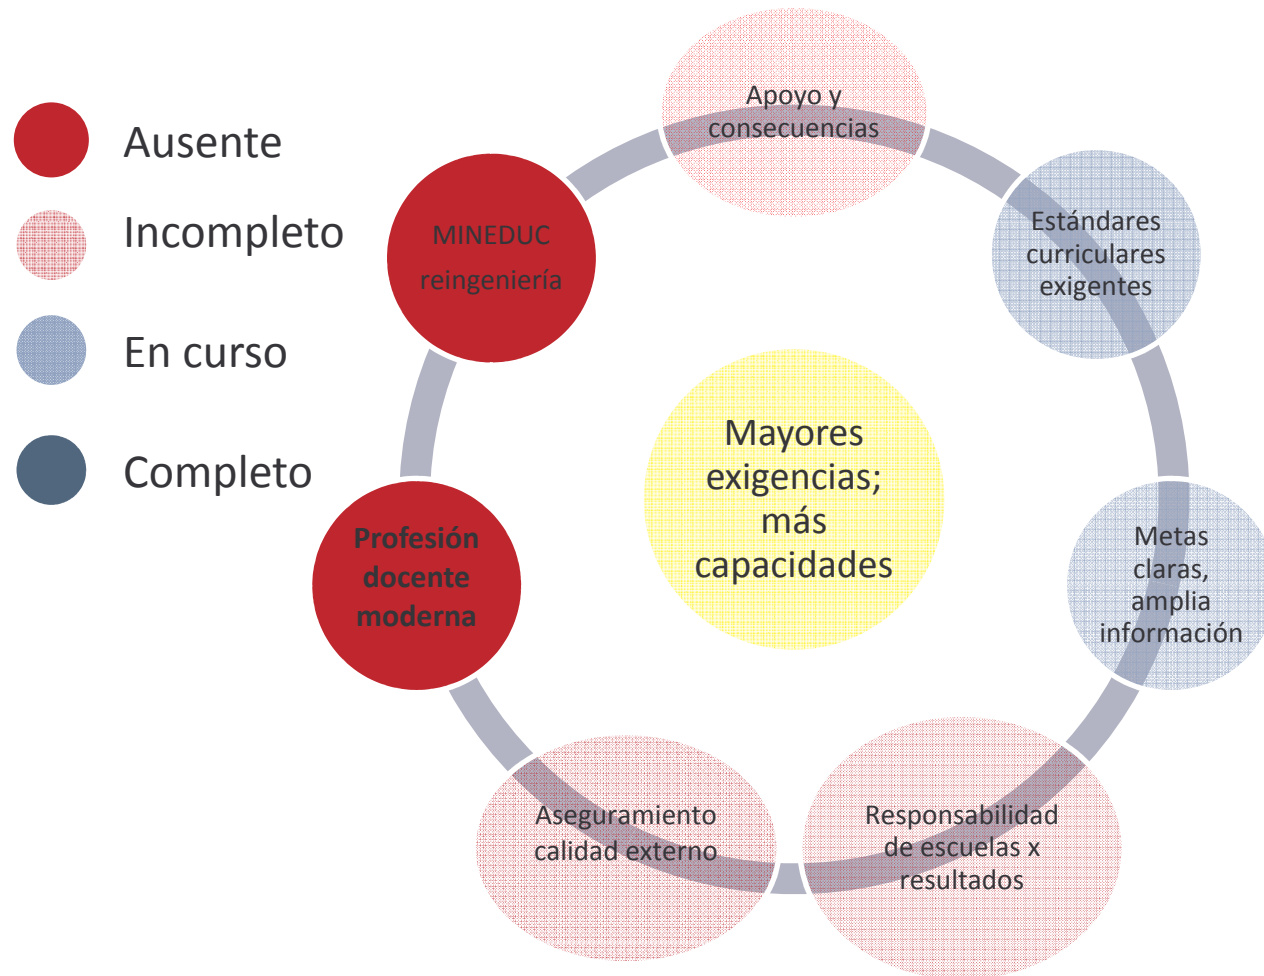 Ausente
Incompleto
En curso
Completo
Apoyo y
consecuencias
Estándares
curriculares
exigentes
Metas
claras,
amplia
información
Responsabilidad
de escuelas x
resultados
Aseguramiento
calidad externo
Profesión
docente
moderna
MINEDUC
reingeniería
Mayores
exigencias;
más
capacidades